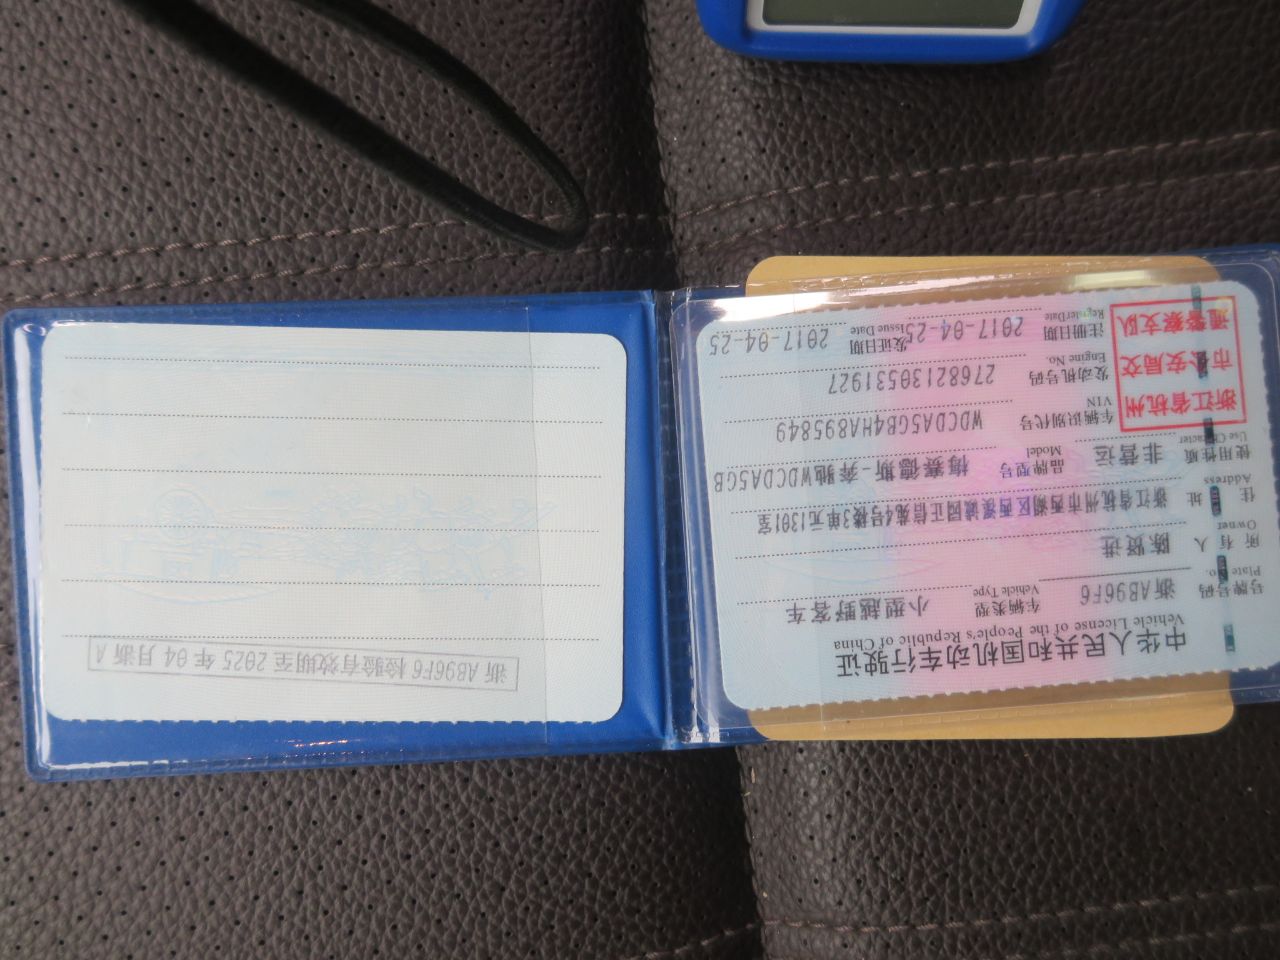 中华人民共和国机动车行驶证
Vehicle License of the People's Republic of China
号牌号码 浙AB96F6 车辆类型 小型越野客车
Plate No. Vehicle Type
所有人 陈贤进
Owner
住址 浙江省杭州市西湖区西溪诚园正信苑4号楼3单元1301室
Address
使用性质 非营运 品牌型号 梅赛德斯-奔驰WDCDA5GB
Use Character Model
车辆识别代号 WDCDA5GB4HA895849
VIN
发动机号码 27682130531927
Engine No.
注册日期 2017-04-25 发证日期 2017-04-25
Register Date Issue Date
浙江省杭州
市公安局交
通警察支队
浙AB96F6 检验有效期至 2025 年 04 月浙A